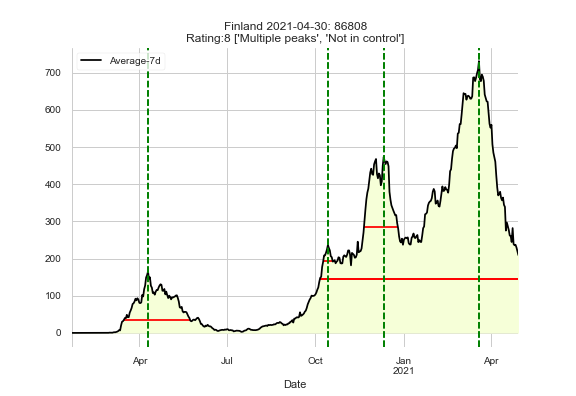 Finland 2021-04-30: 86808
Rating:8 ['Multiple peaks', 'Not in control']
Average-7d
700
600
500
400
300
200
100
0
Apr
Jul
Oct
Jan
2021
Apr
Date